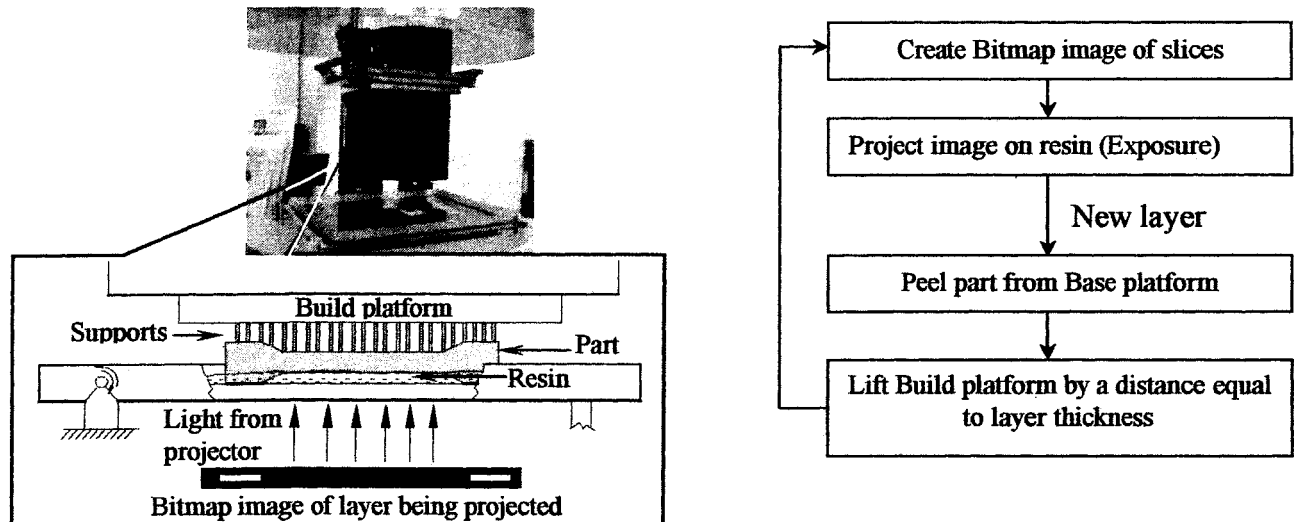 Build platform
Supports
Part
Resin
Light from
projector
Bitmap image of layer being projected
Create Bitmap image of slices
Project image on resin (Exposure)
New layer
Peel part from Base platform
Lift Build platform by a distance equal
to layer thickness